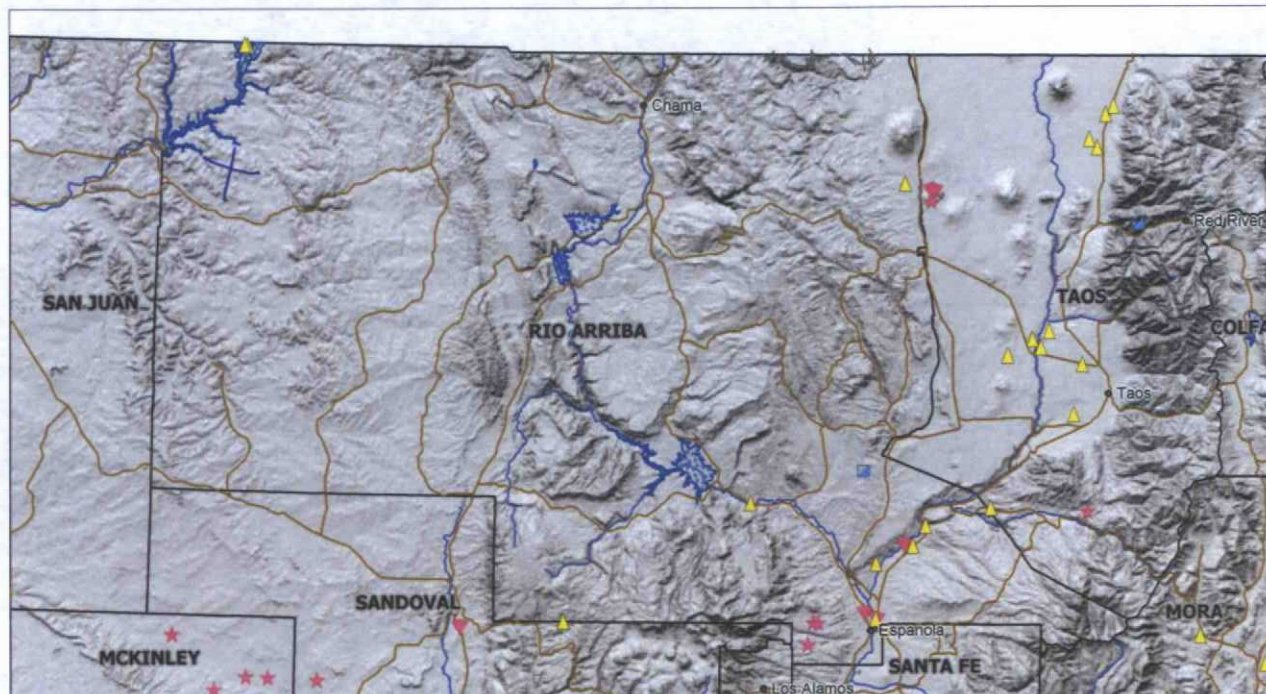 Chama
Red River
SAN JUAN
TAOS
RIO ARRIBA
COLFA
Taos
SANDOVAL
MORA
Espanola
MCKINLEY
SANTA FE
Los Alamos